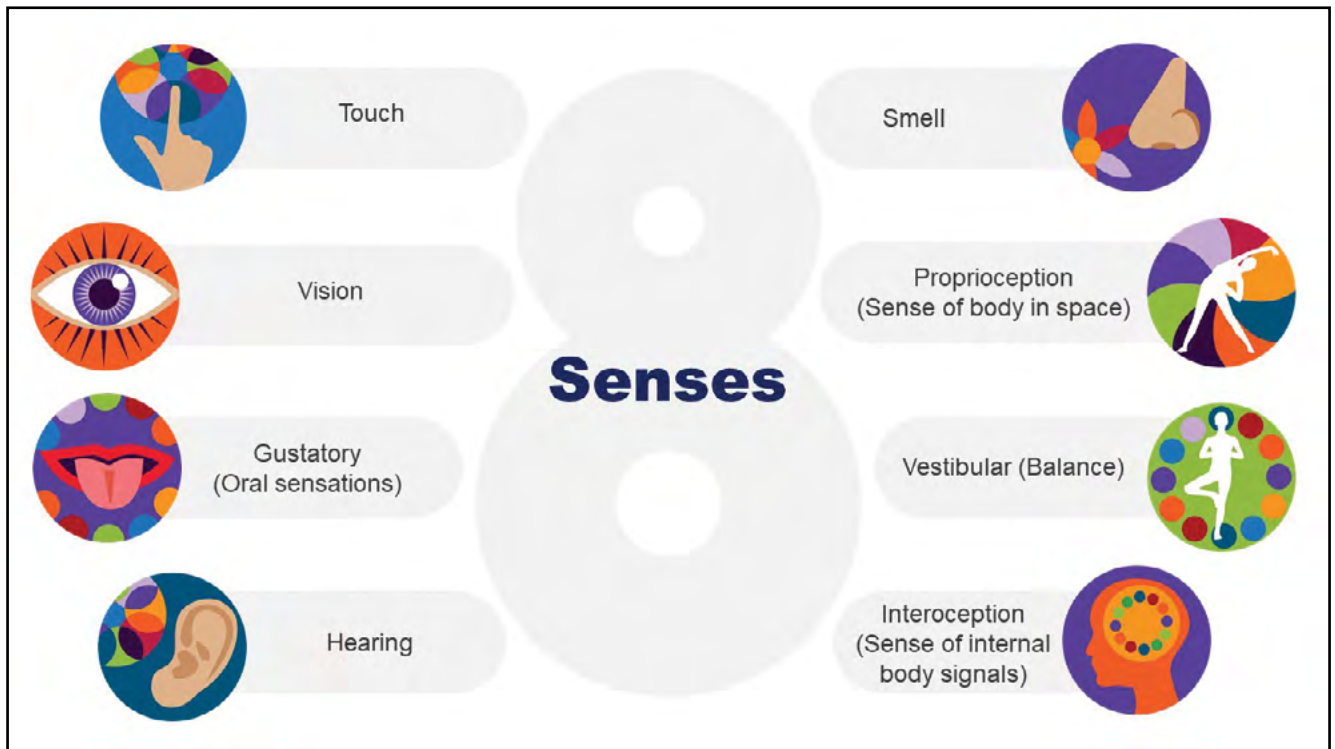 Touch
Vision
Gustatory
(Oral sensations)
Hearing
8
Senses
Smell
Proprioception
(Sense of body in space)
Vestibular (Balance)
Interoception
(Sense of internal
body signals)